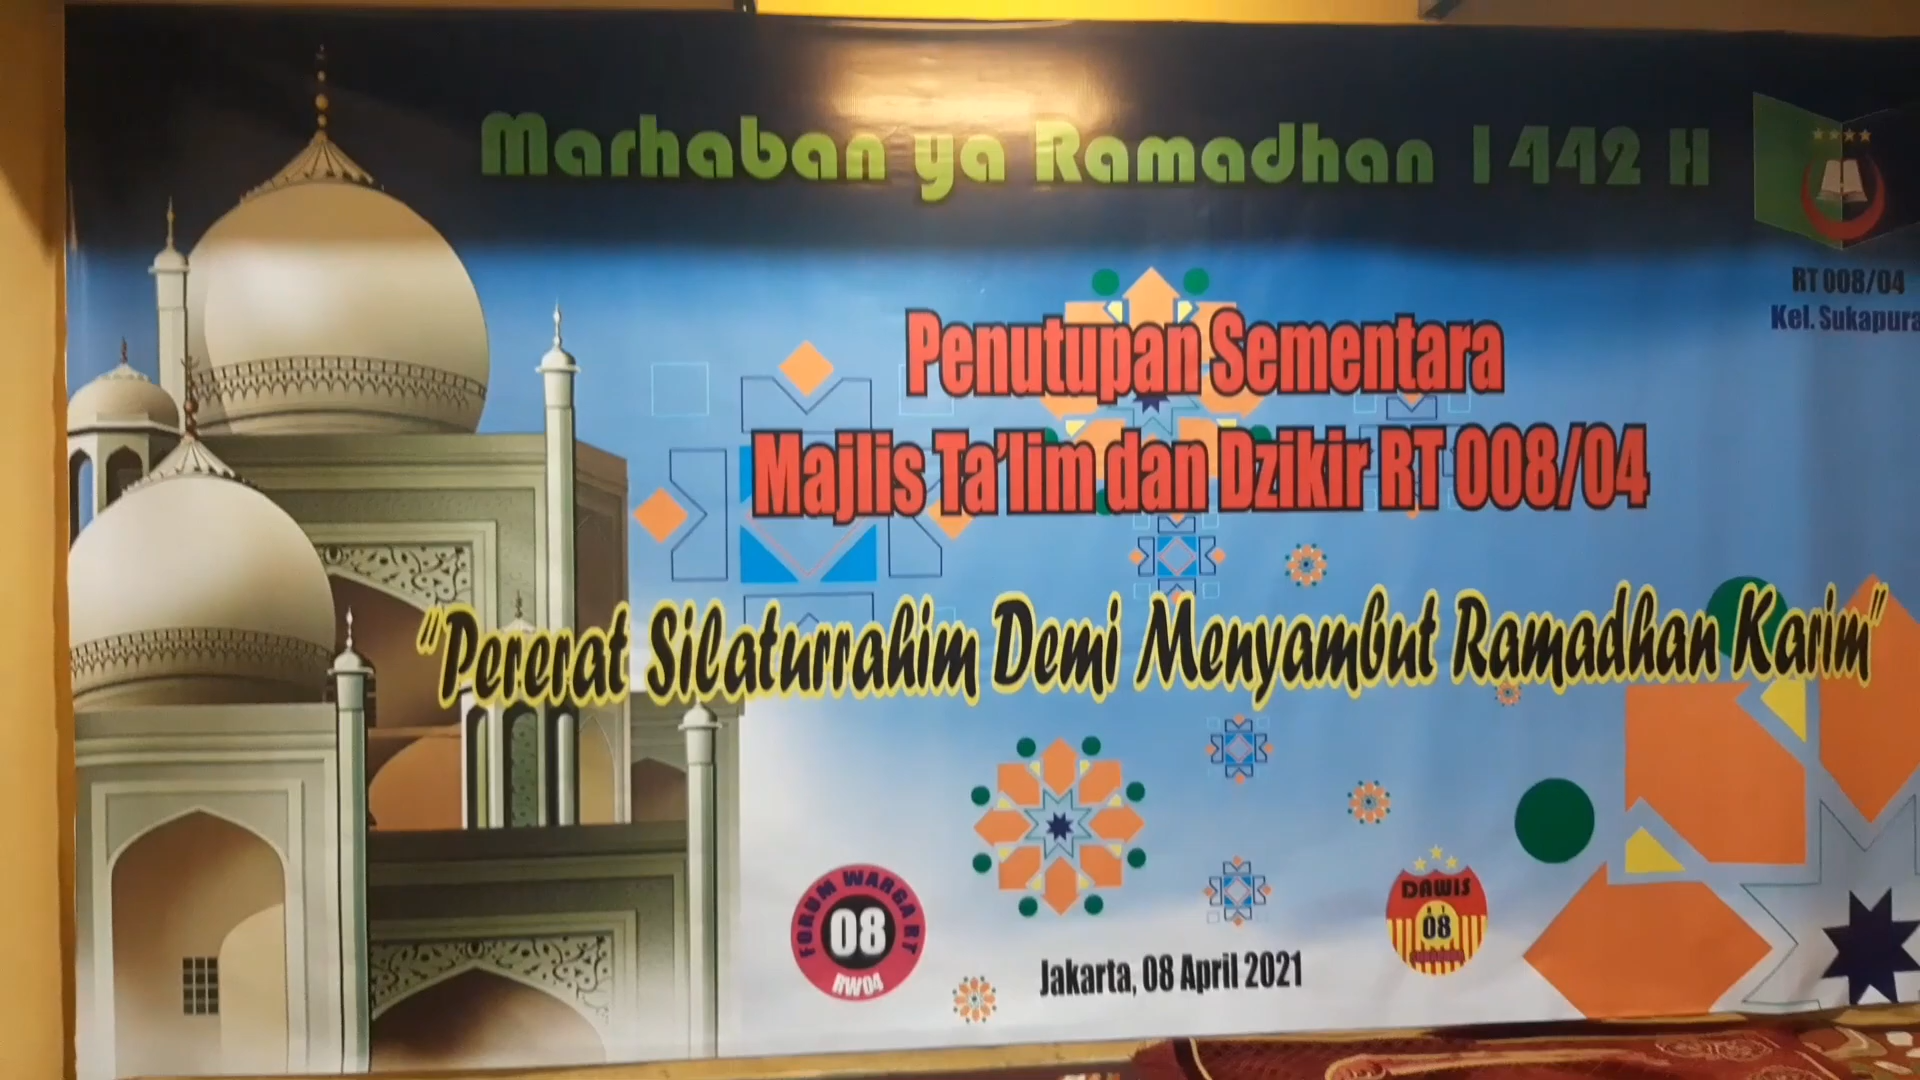 Marhaban ya Ramadhan 1442 H
RT 008/04
Kel. Sukapura
Penutupan Sementara
Majlis Ta'lim dan Dzikir RT 008/04
"Pererat Silaturrahim Demi Menyambut Ramadhan Karim"
FORUM WARGA RT
08
RW04
DAWIS
08
Jakarta, 08 April 2021